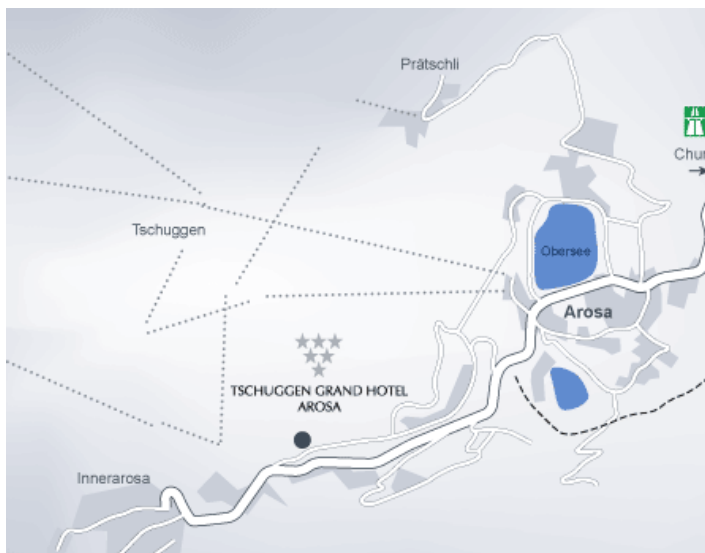 Prätschli
Chur
Tschuggen
Obersee
Arosa
TSCHUGGEN GRAND HOTEL
AROSA
Innerarosa